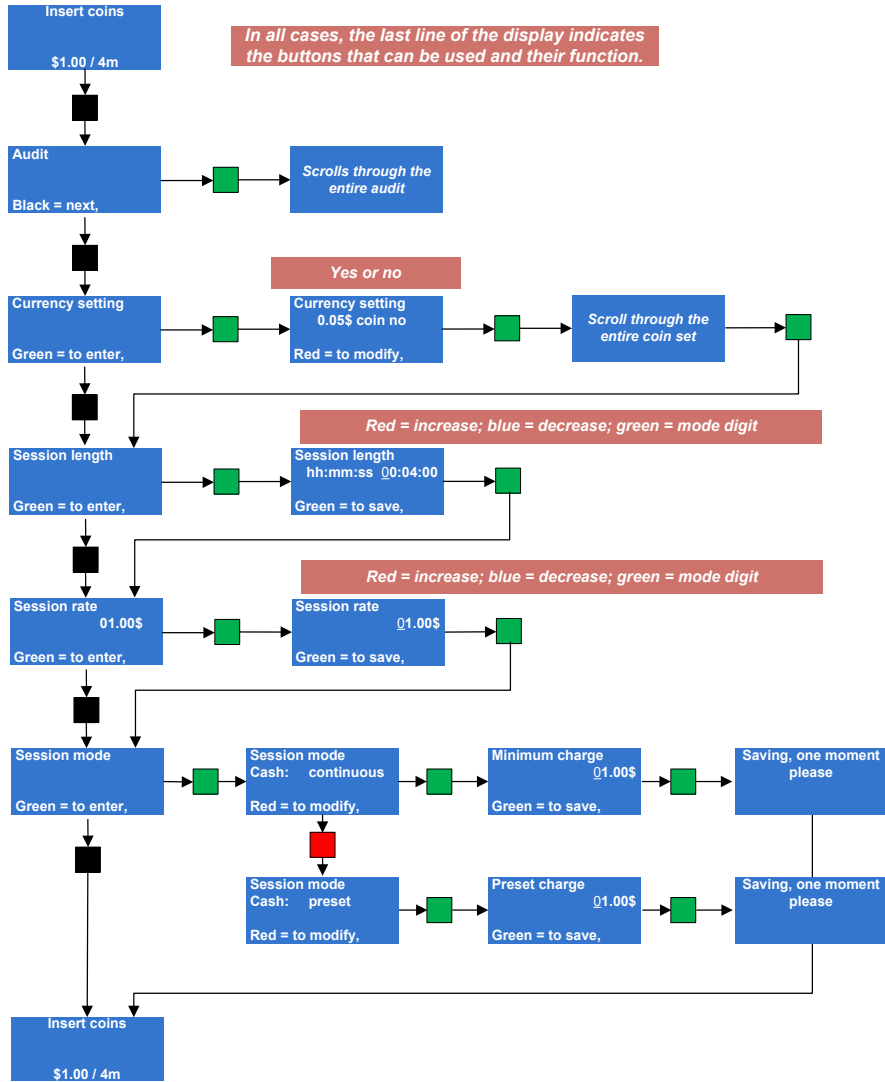 Insert coins
$1.00 / 4m
In all cases, the last line of the display indicates
the buttons that can be used and their function.
Audit
Black = next,
Scrolls through the
entire audit
Yes or no
Currency setting
Green = to enter,
Currency setting
0.05$ coin no
Red = to modify,
Scroll through the
entire coin set
Red = increase; blue = decrease; green = mode digit
Session length
Green = to enter,
Session length
hh:mm:ss 00:04:00
Green = to save,
Red = increase; blue = decrease; green = mode digit
Session rate
01.00$
Green = to enter,
Session rate
01.00$
Green = to save,
Session mode
Green = to enter,
Session mode
Cash: continuous
Red = to modify,
Minimum charge
01.00$
Green = to save,
Saving, one moment
please
Session mode
Cash: preset
Red = to modify,
Preset charge
01.00$
Green = to save,
Saving, one moment
please
Insert coins
$1.00 / 4m